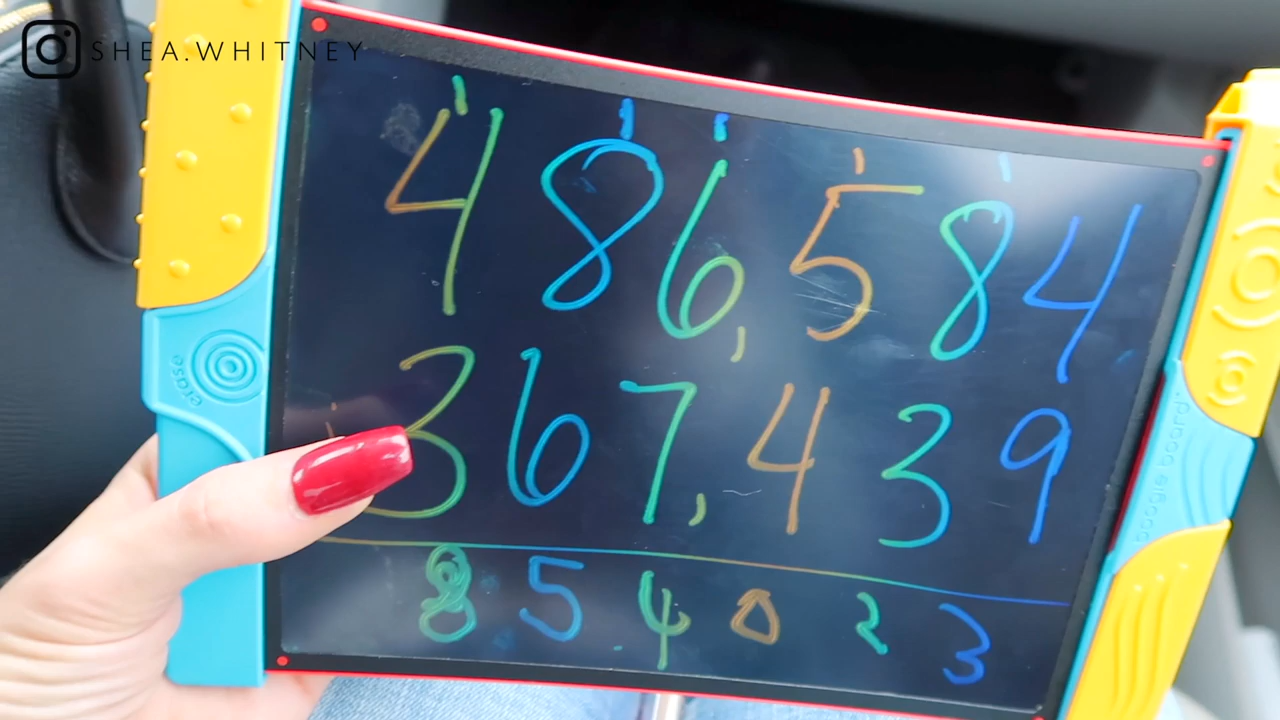 SHEA.WHITNEY
1 1 1 1 1
486,584
367,439
854023
erase
boogie board